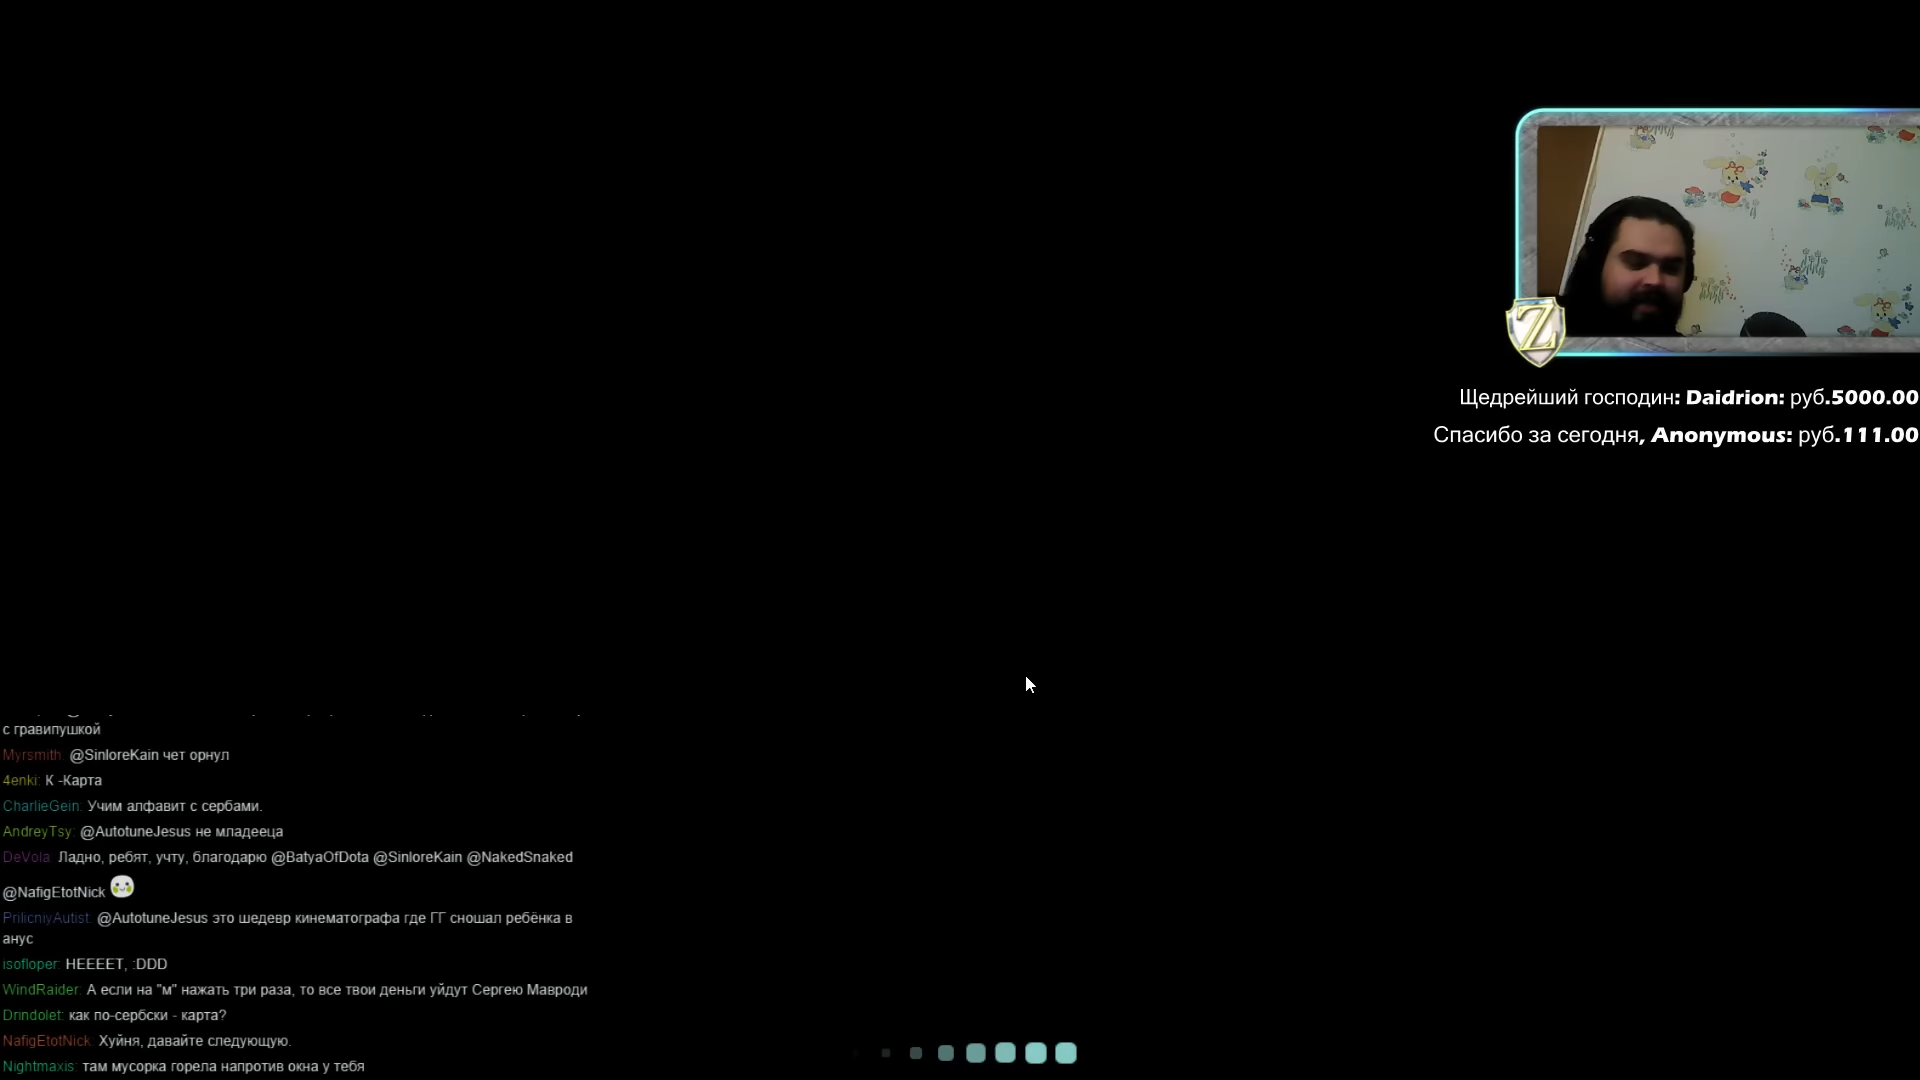 Z
Щедрейший господин: Daidrion: руб.5000.00
Спасибо за сегодня, Anonymous: руб.111.00
с гравипушкой
Myrsmith: @SinloreKain чет орнул
4enki: К -Карта
CharlieGein: Учим алфавит с сербами.
AndreyTsy: @AutotuneJesus не младееца
DeVola: Ладно, ребят, учту, благодарю @BatyaOfDota @SinloreKain @NakedSnaked
@NafigEtotNick
PrilicniyAutist: @AutotuneJesus это шедевр кинематографа где ГГ сношал ребёнка в
анус
isofloper: НЕЕЕЕТ, :DDD
WindRaider: А если на "м" нажать три раза, то все твои деньги уйдут Сергею Мавроди
Drindolet: как по-сербски - карта?
NafigEtotNick: Хуйня, давайте следующую.
Nightmaxis: там мусорка горела напротив окна у тебя